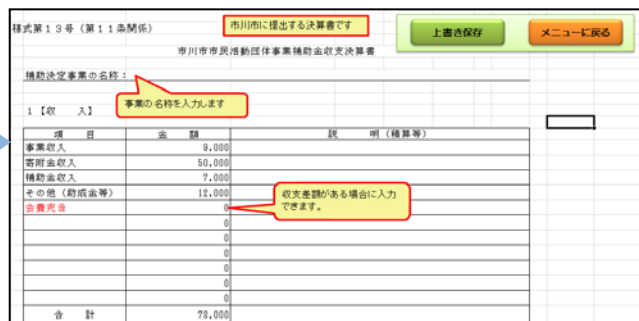 様式第13号（第11条関係）
市川市に提出する決算書です
上書き保存
メニューに戻る
市川市市民活動団体事業補助金収支決算書
補助決定事業の名称：
事業の名称を入力します
1【収　入】
項　目　金　額　説　明（積算等）
事業収入　9,000
寄附金収入　50,000
補助金収入　7,000
その他（助成金等）　12,000
会費充当　0
収支差額がある場合に入力
できます。
0
0
0
0
0
0
合　計　78,000